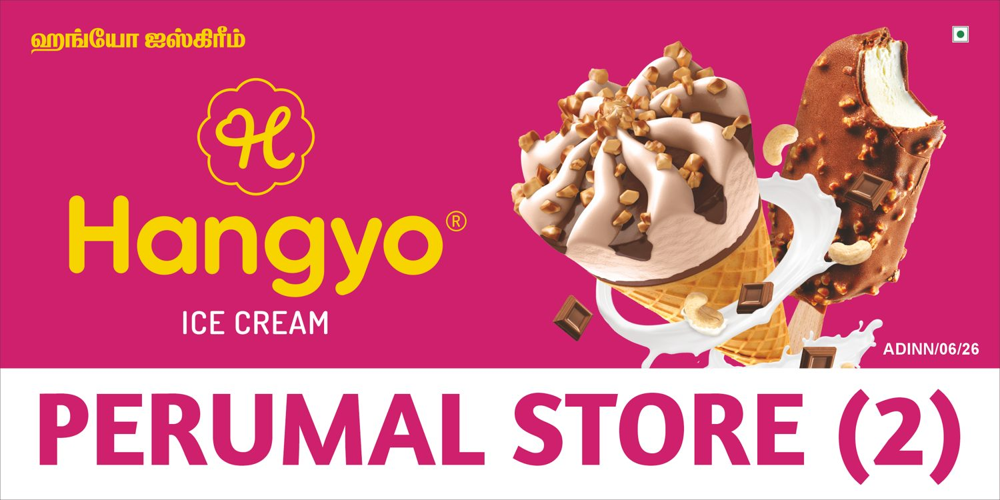 ஹங்யோ ஐஸ்கிரீம்
H
Hangyo®
ICE CREAM
ADINN/06/26
PERUMAL STORE (2)